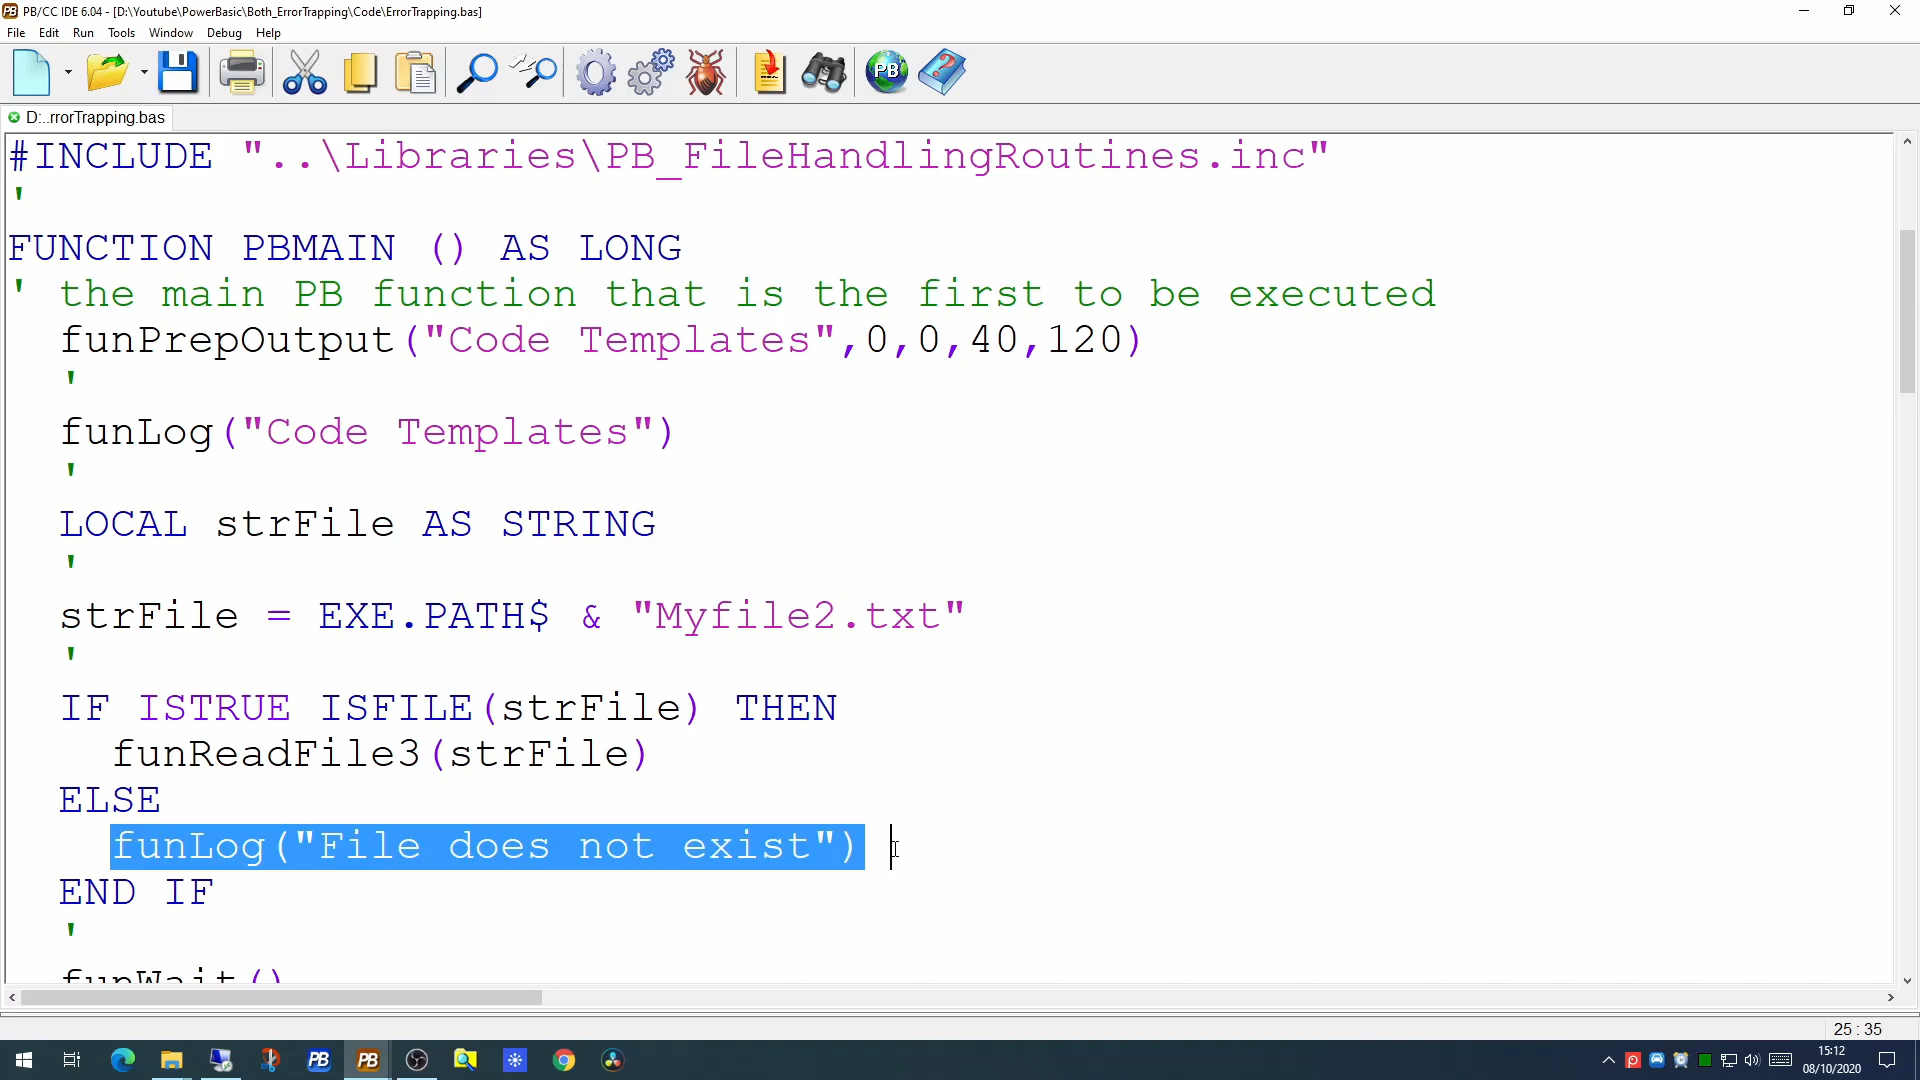 PB/CC IDE 6.04 - [D:\Youtube\PowerBasic\Both_ErrorTrapping\Code\ErrorTrapping.bas]
File Edit Run Tools Window Debug Help
D:..rrorTrapping.bas
#INCLUDE "..\Libraries\PB_FileHandlingRoutines.inc"
'
FUNCTION PBMAIN () AS LONG
' the main PB function that is the first to be executed
funPrepOutput("Code Templates",0,0,40,120)
'
funLog("Code Templates")
'
LOCAL strFile AS STRING
'
strFile = EXE.PATH$ & "Myfile2.txt"
'
IF ISTRUE ISFILE(strFile) THEN
funReadFile3(strFile)
ELSE
funLog("File does not exist")
END IF
'
funWait()
25 : 35
15:12
08/10/2020